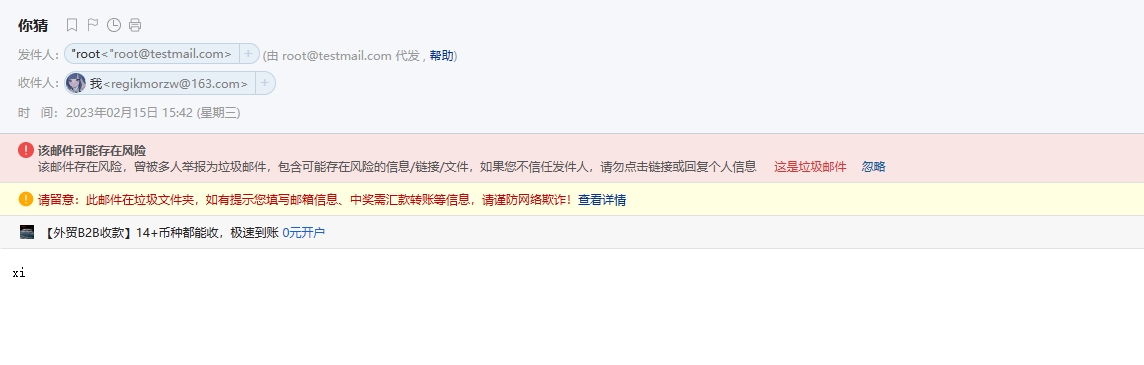 你猜
发件人： "root<"root@testmail.com> + (由 root@testmail.com 代发 , 帮助)
收件人： 我<regikmorzw@163.com> +
时 间： 2023年02月15日 15:42 (星期三)
! 该邮件可能存在风险
该邮件存在风险，曾被多人举报为垃圾邮件，包含可能存在风险的信息/链接/文件，如果您不信任发件人，请勿点击链接或回复个人信息 这是垃圾邮件 忽略
! 请留意：此邮件在垃圾文件夹，如有提示您填写邮箱信息、中奖需汇款转账等信息，请谨防网络欺诈！查看详情
【外贸B2B收款】14+币种都能收，极速到账 0元开户
xi